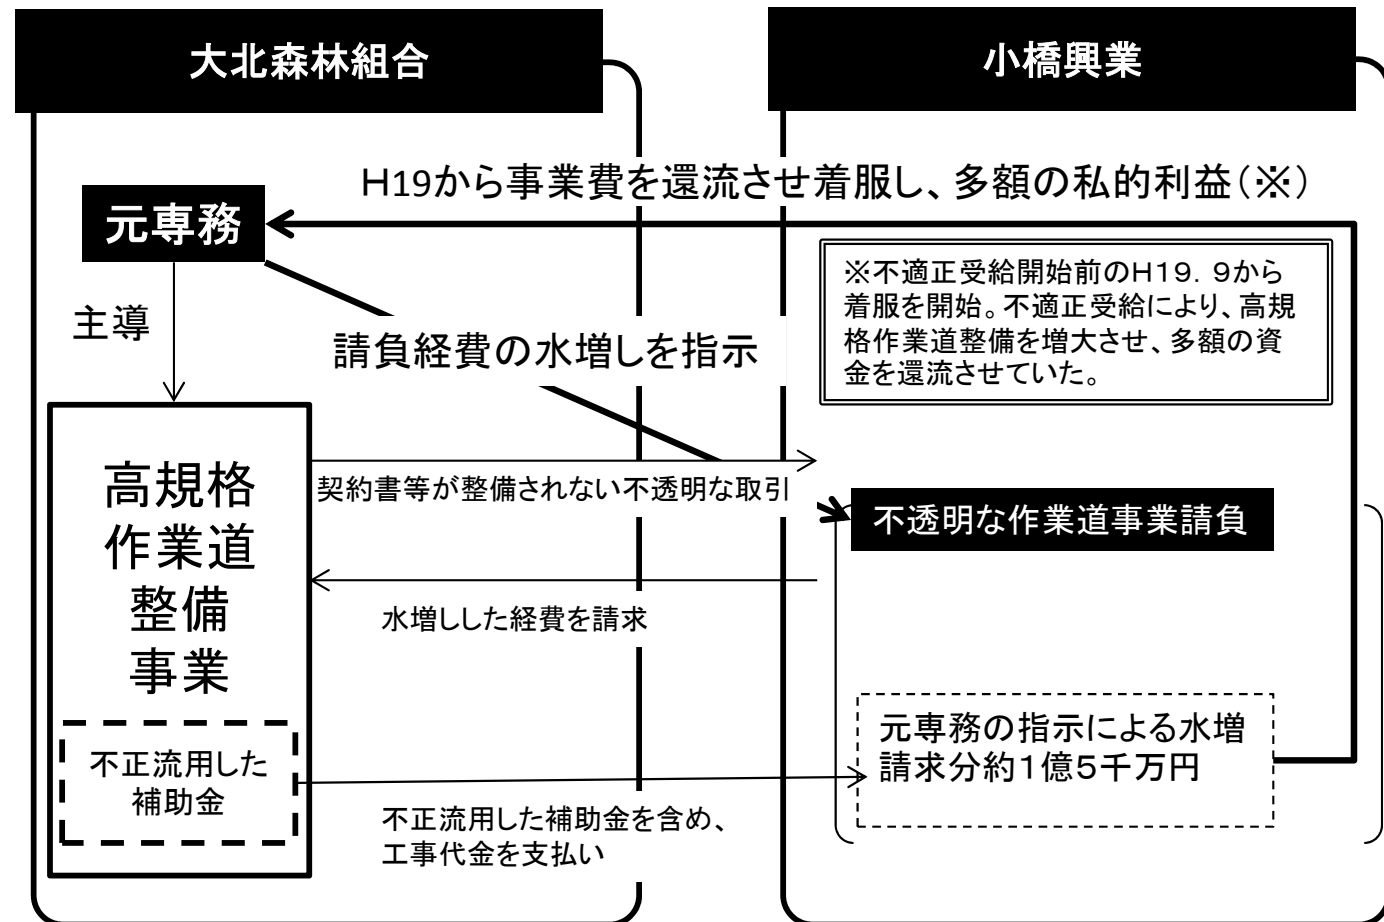 大北森林組合
小橋興業
H19から事業費を還流させ着服し、多額の私的利益(※)
元専務
※不適正受給開始前のH19.9から
着服を開始。不適正受給により、高規
格作業道整備を増大させ、多額の資
金を還流させていた。
主導
請負経費の水増しを指示
高規格
作業道
整備
事業
契約書等が整備されない不透明な取引
不透明な作業道事業請負
水増しした経費を請求
元専務の指示による水増
請求分約1億5千万円
不正流用した
補助金
不正流用した補助金を含め、
工事代金を支払い